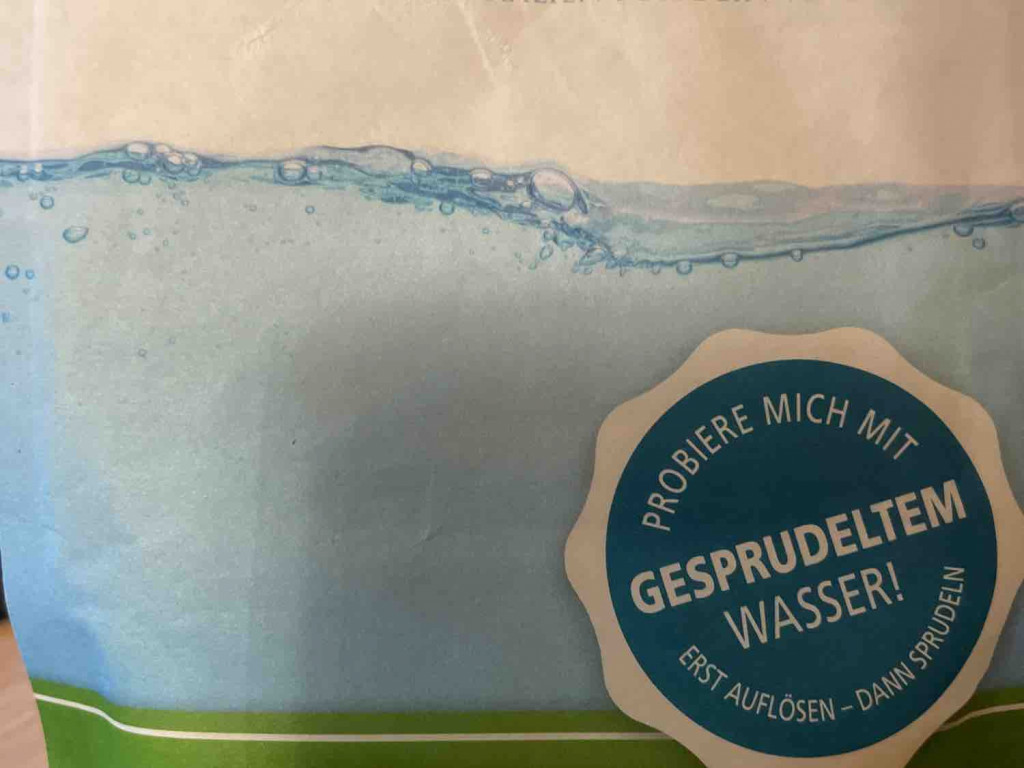 PROBIERE MICH MIT
GESPRUDELTEM
WASSER!
ERST AUFLÖSEN – DANN SPRUDELN